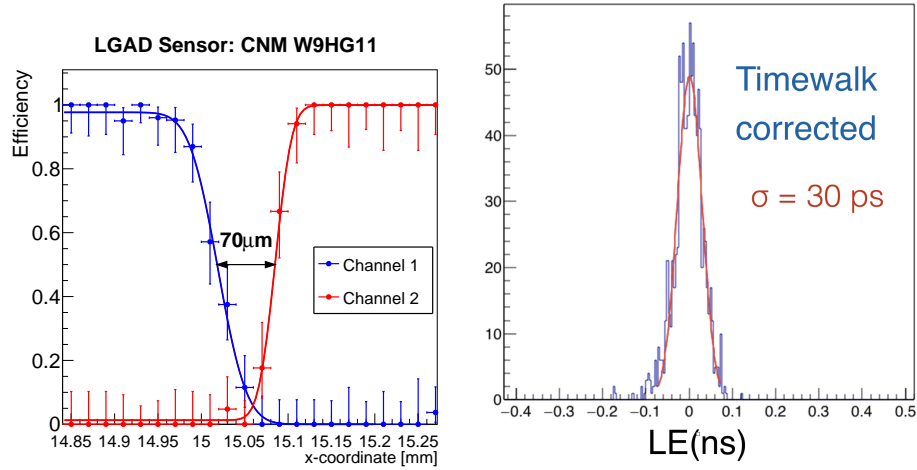 LGAD Sensor: CNM W9HG11
Efficiency
1
0.8
0.6
0.4
0.2
0
70μm
Channel 1
Channel 2
14.85 14.9 14.95 15 15.05 15.1 15.15 15.2 15.25
x-coordinate [mm]
50
40
30
20
10
0
Timewalk
corrected
σ = 30 ps
−0.4 −0.3 −0.2 −0.1 0 0.1 0.2 0.3 0.4 0.5
LE(ns)